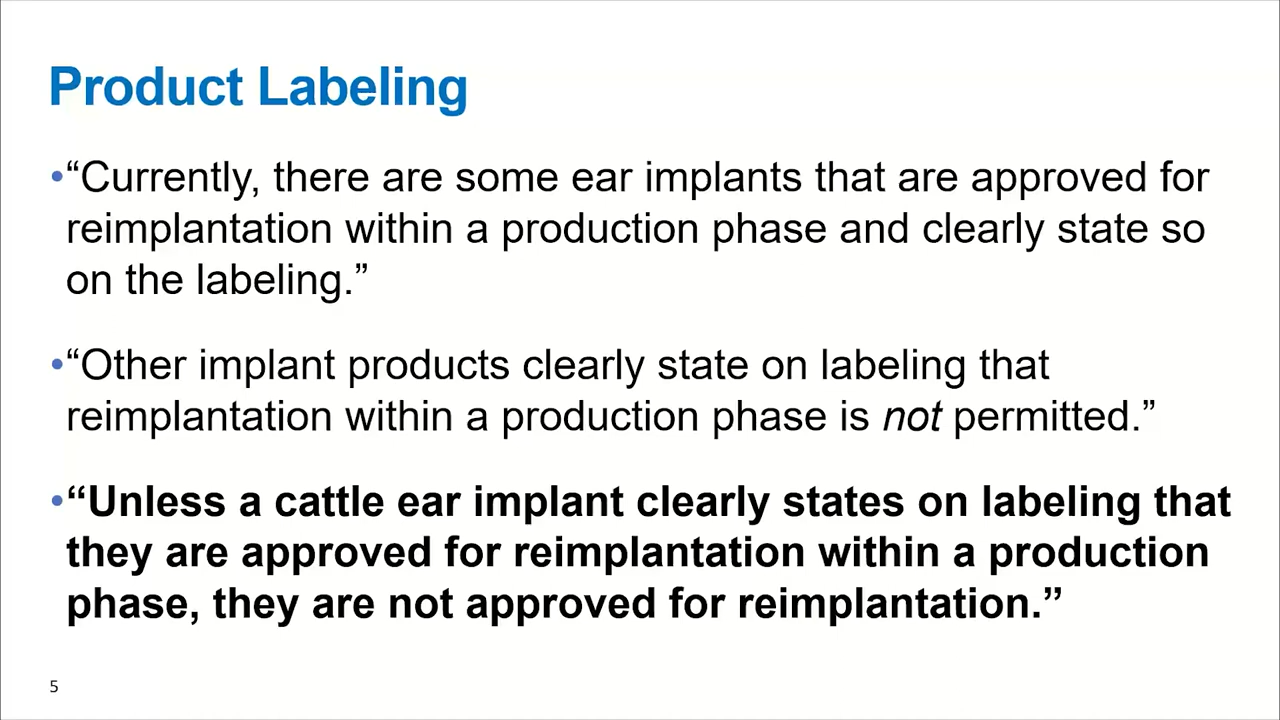 Product Labeling
•“Currently, there are some ear implants that are approved for
reimplantation within a production phase and clearly state so
on the labeling.”
•“Other implant products clearly state on labeling that
reimplantation within a production phase is not permitted.”
•“Unless a cattle ear implant clearly states on labeling that
they are approved for reimplantation within a production
phase, they are not approved for reimplantation.”
5